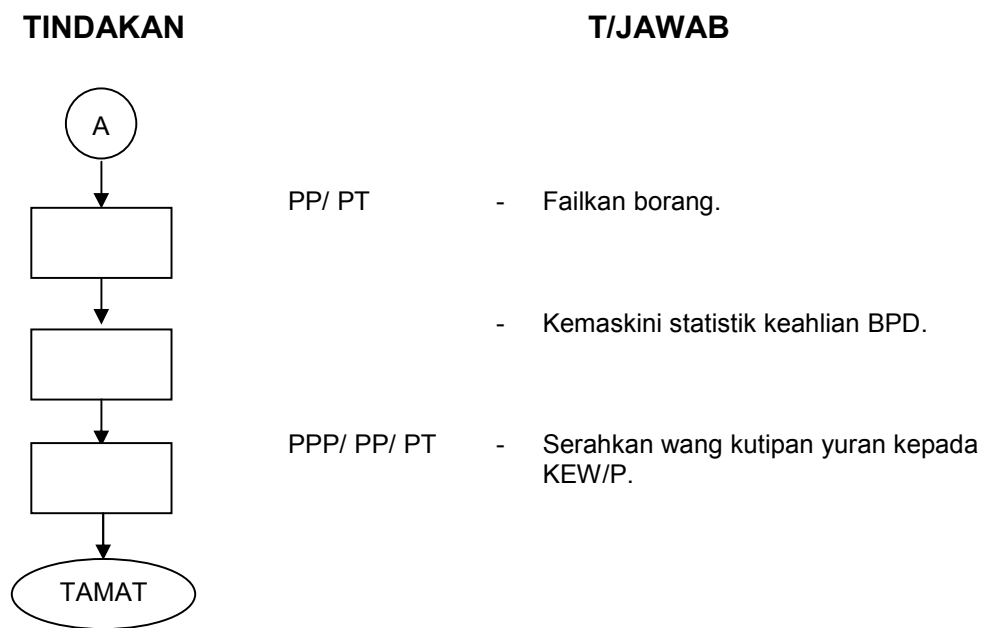 TINDAKAN T/JAWAB
A
PP/ PT - Failkan borang.
- Kemaskini statistik keahlian BPD.
PPP/ PP/ PT - Serahkan wang kutipan yuran kepada
KEW/P.
TAMAT